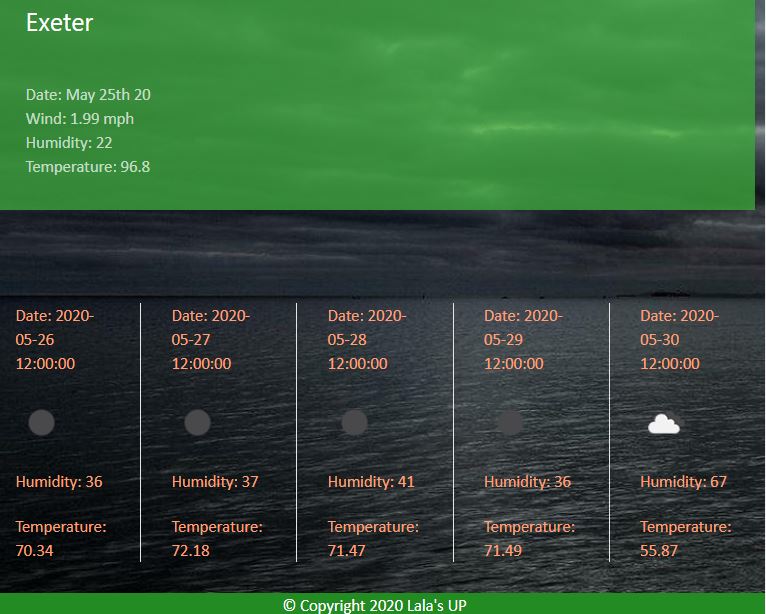 Exeter
Date: May 25th 20
Wind: 1.99 mph
Humidity: 22
Temperature: 96.8
Date: 2020-
05-26
12:00:00
Humidity: 36
Temperature:
70.34
Date: 2020-
05-27
12:00:00
Humidity: 37
Temperature:
72.18
Date: 2020-
05-28
12:00:00
Humidity: 41
Temperature:
71.47
Date: 2020-
05-29
12:00:00
Humidity: 36
Temperature:
71.49
Date: 2020-
05-30
12:00:00
Humidity: 67
Temperature:
55.87
© Copyright 2020 Lala's UP